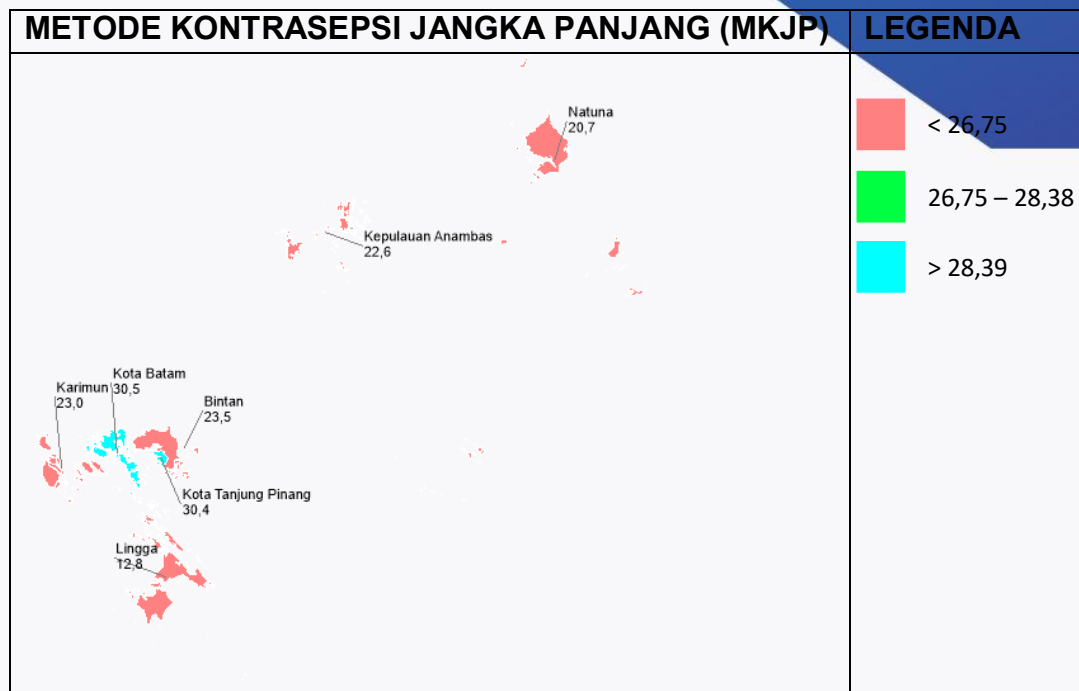 METODE KONTRASEPSI JANGKA PANJANG (MKJP)
LEGENDA
Natuna
20,7
Kepulauan Anambas
22,6
Kota Batam
30,5
Karimun
23,0
Bintan
23,5
Kota Tanjung Pinang
30,4
Lingga
12,8
< 26,75
26,75 – 28,38
> 28,39